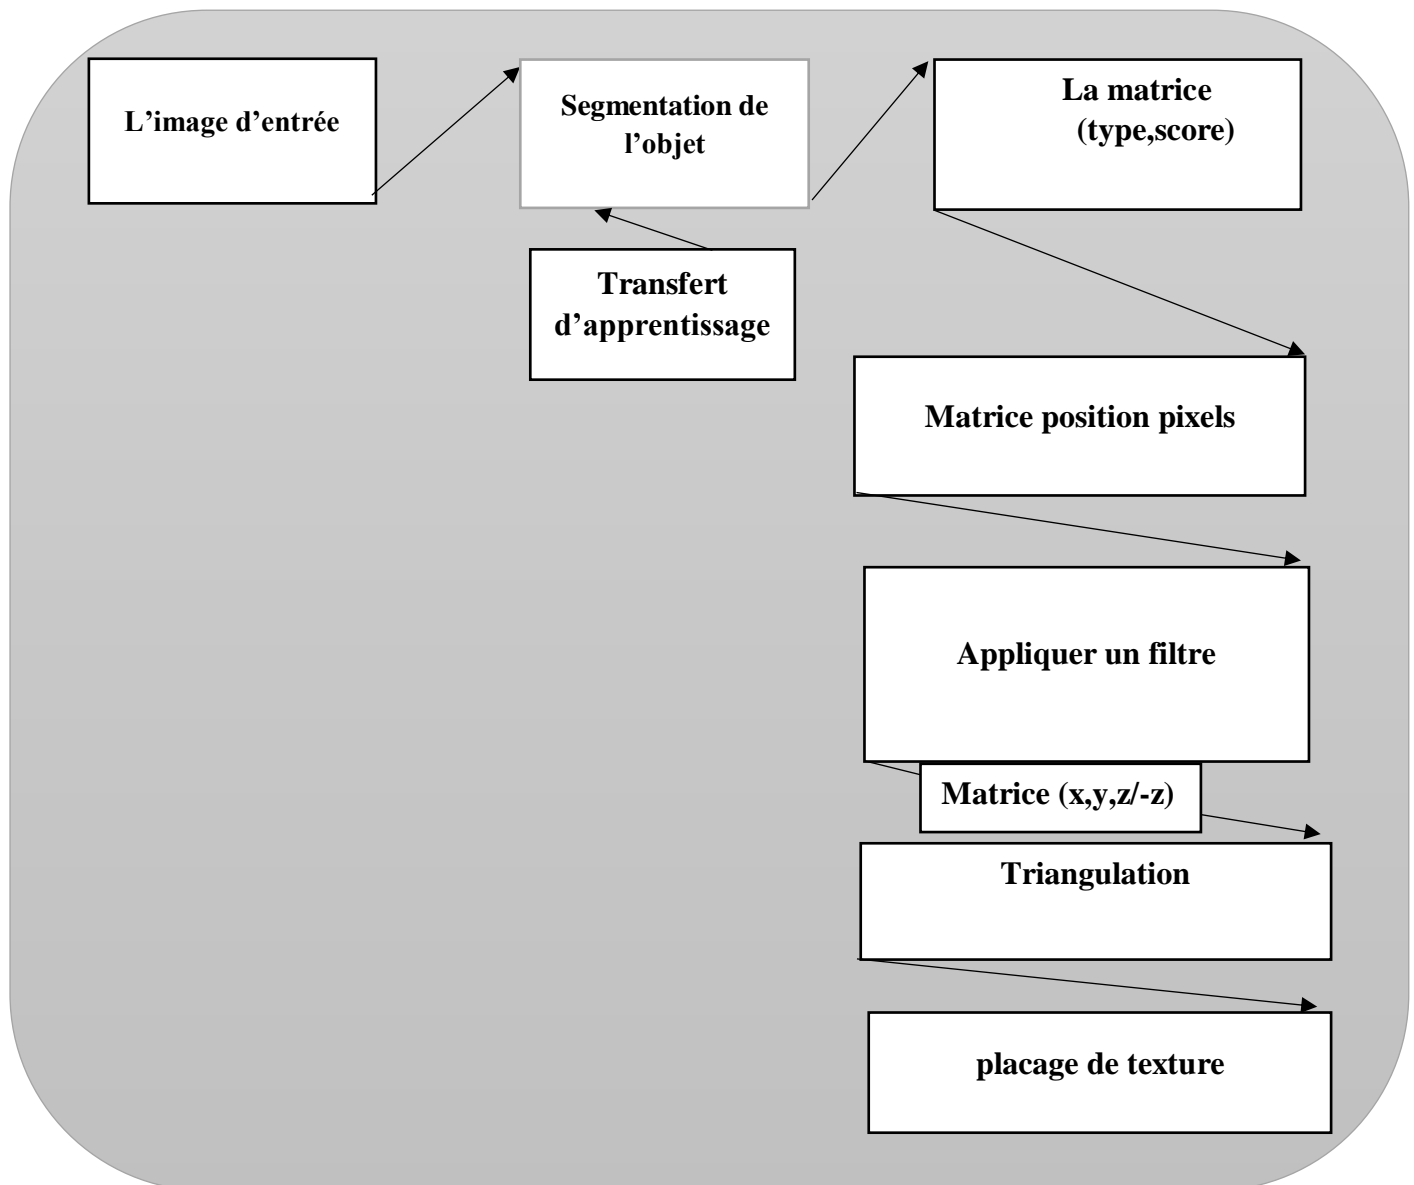 L’image d’entrée
Segmentation de
l’objet
La matrice
(type,score)
Transfert
d’apprentissage
Matrice position pixels
Appliquer un filtre
Matrice (x,y,z/-z)
Triangulation
placage de texture